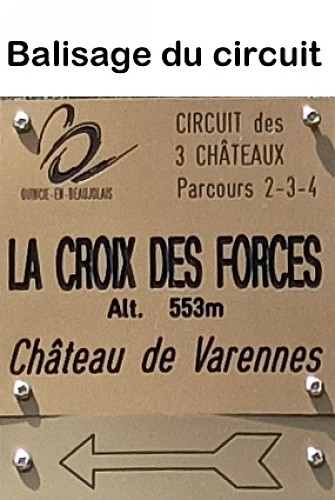 Balisage du circuit
CIRCUIT des
3 CHÂTEAUX
Parcours 2-3-4
QUINCIE-EN-BEAUJOLAIS
LA CROIX DES FORCES
Alt. 553m
Château de Varennes